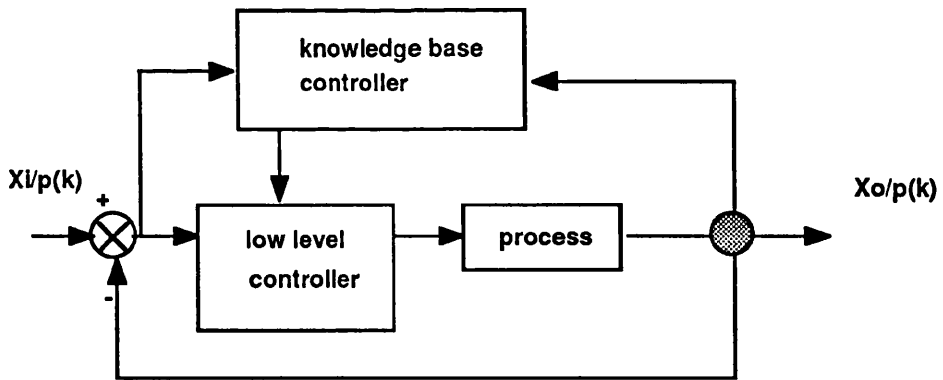 knowledge base
controller
Xi/p(k)
+
Xo/p(k)
low level
controller
process
-